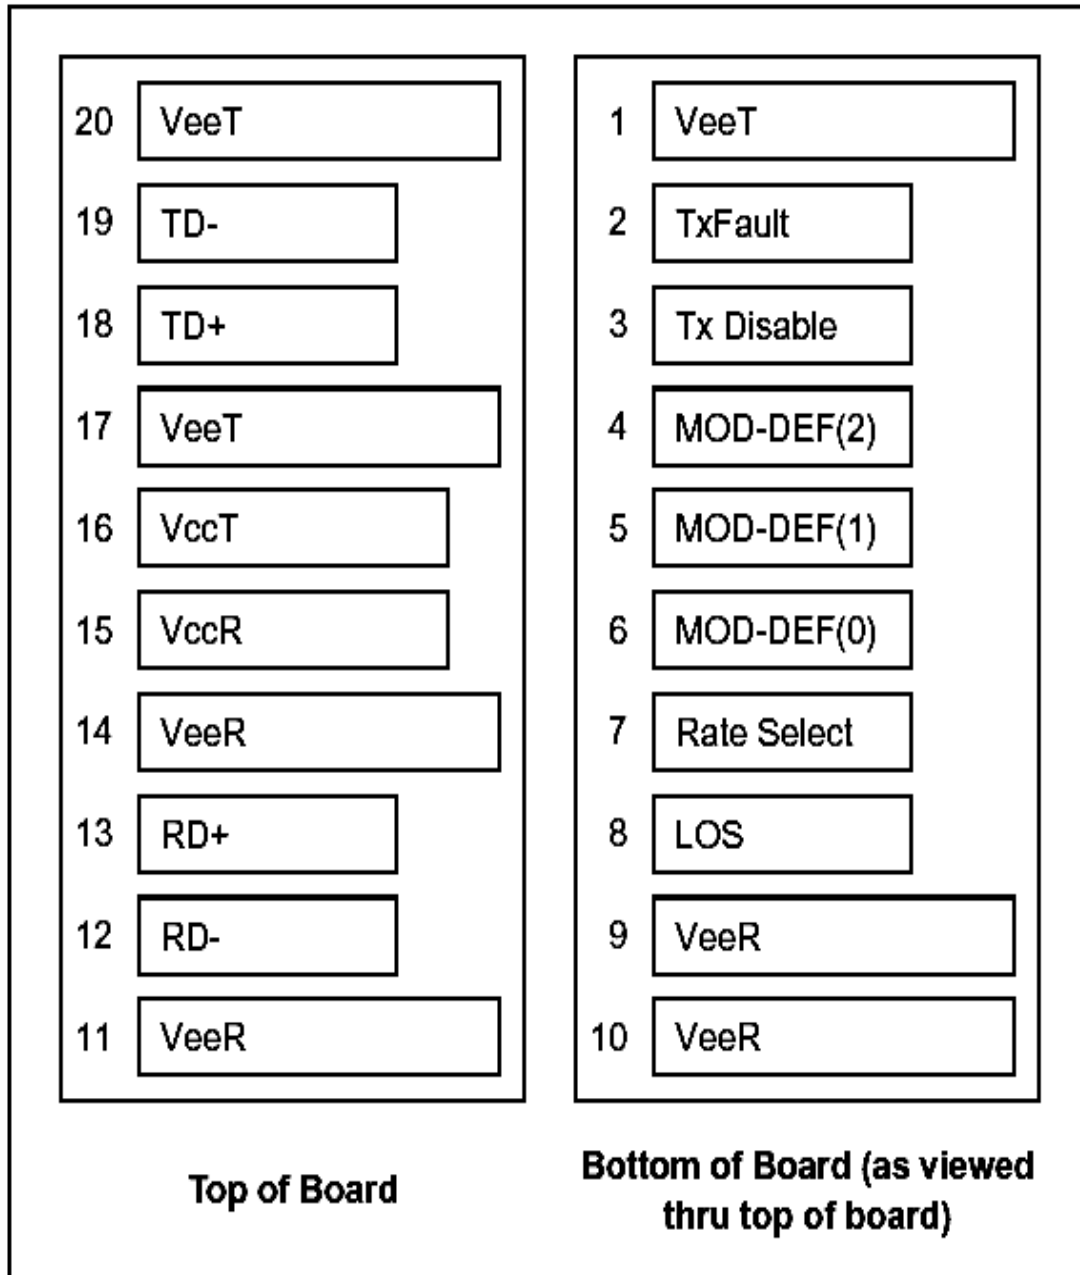 20 VeeT
19 TD-
18 TD+
17 VeeT
16 VccT
15 VccR
14 VeeR
13 RD+
12 RD-
11 VeeR
Top of Board
1 VeeT
2 TxFault
3 Tx Disable
4 MOD-DEF(2)
5 MOD-DEF(1)
6 MOD-DEF(0)
7 Rate Select
8 LOS
9 VeeR
10 VeeR
Bottom of Board (as viewed
thru top of board)